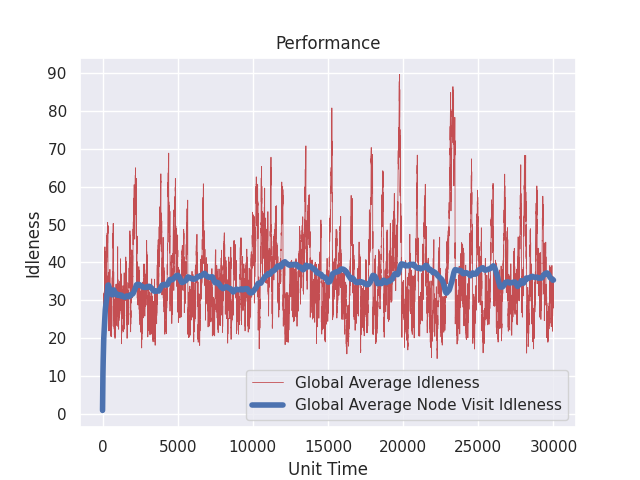 Performance
Idleness
90
80
70
60
50
40
30
20
10
0
Global Average Idleness
Global Average Node Visit Idleness
0 5000 10000 15000 20000 25000 30000
Unit Time